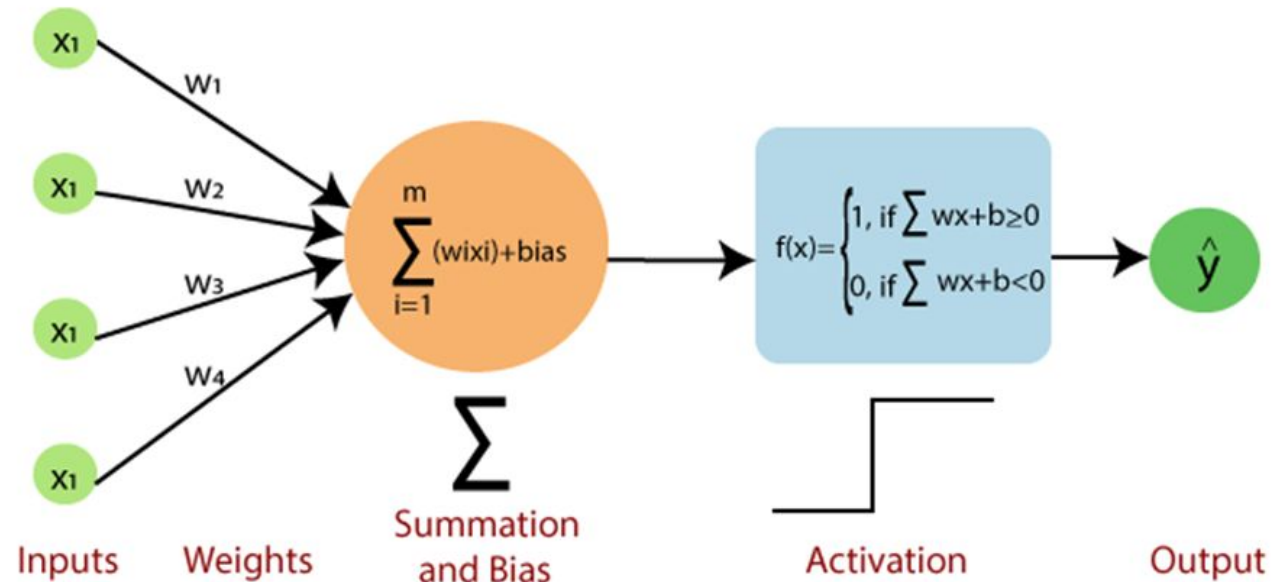 x1
w1
x1
w2
x1
w3
x1
w4
m
∑(wixi)+bias
i=1
∑
f(x)={
1, if ∑ wx+b≥0
0, if ∑ wx+b<0
ŷ
Inputs
Weights
Summation
and Bias
Activation
Output